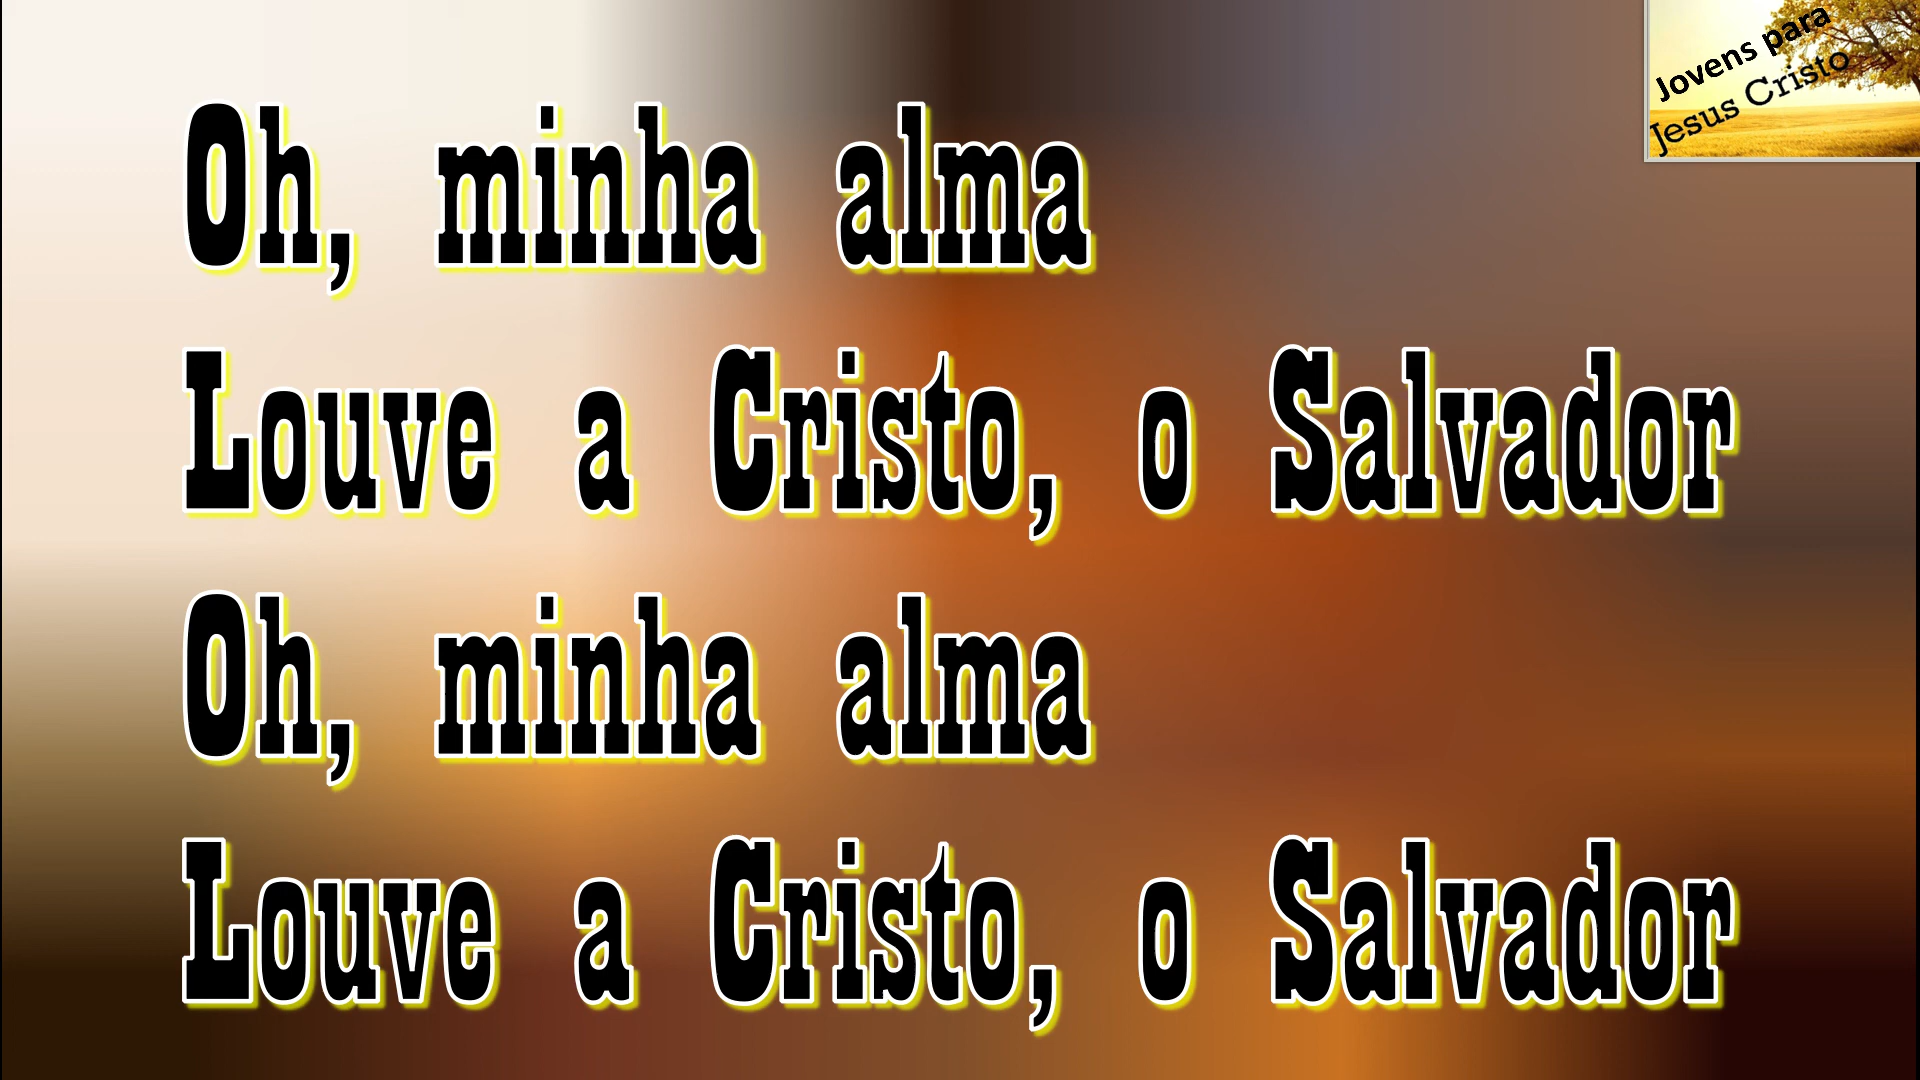 Jovens para
Jesus Cristo
Oh, minha alma
Louve a Cristo, o Salvador
Oh, minha alma
Louve a Cristo, o Salvador